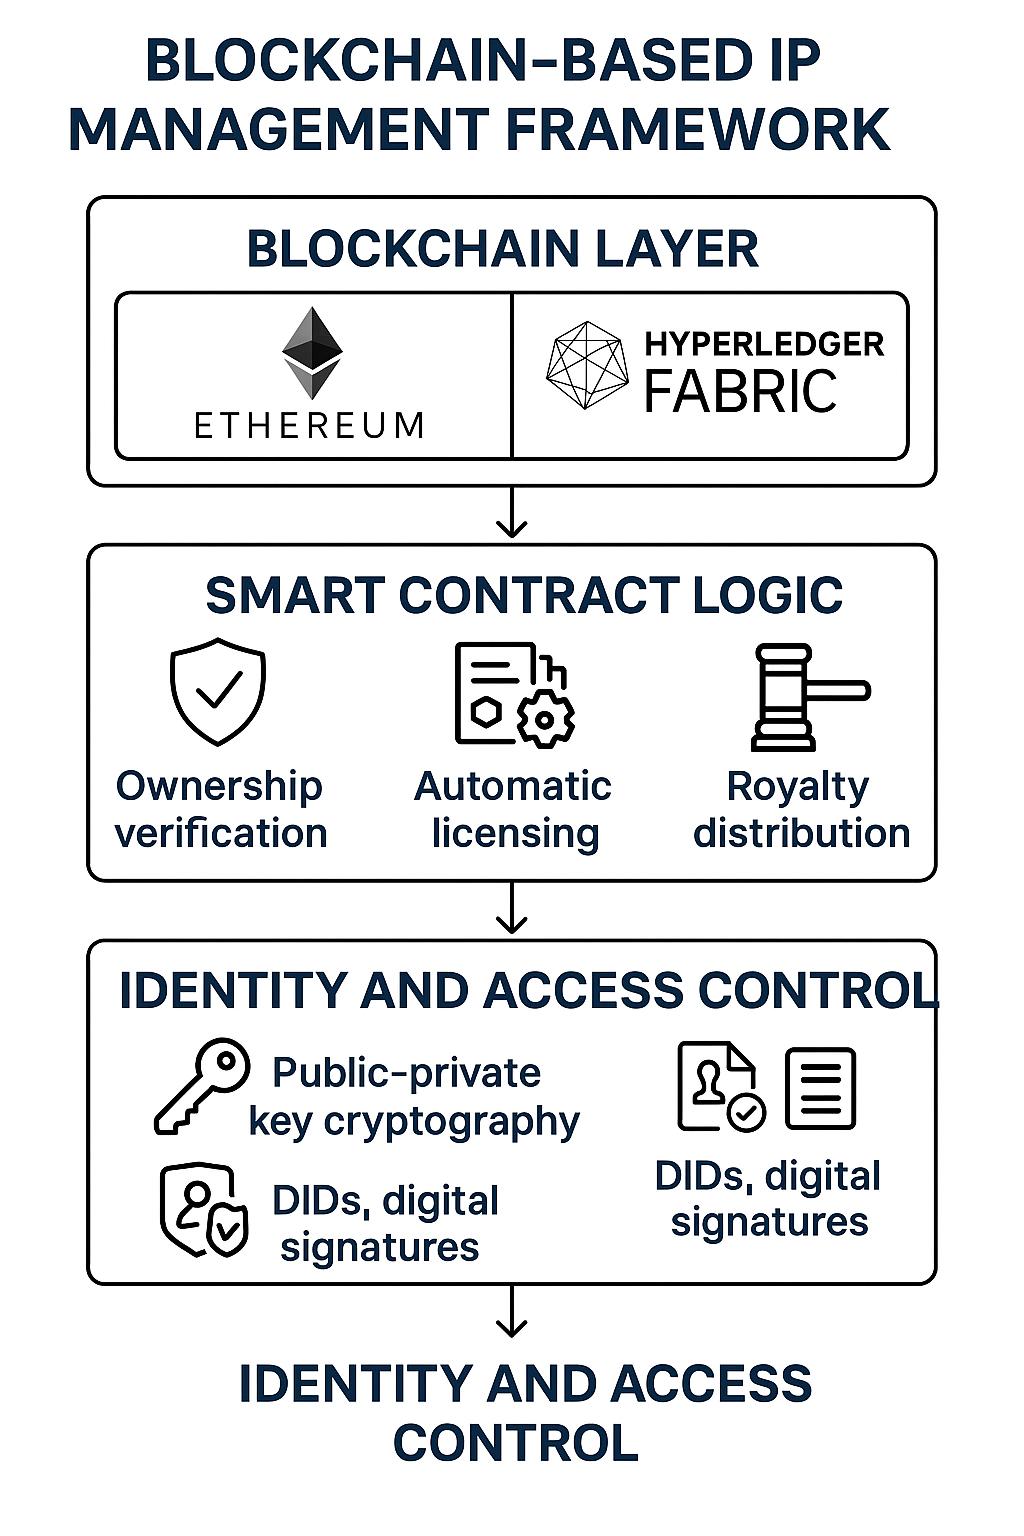 BLOCKCHAIN-BASED IP
MANAGEMENT FRAMEWORK
BLOCKCHAIN LAYER
ETHEREUM
HYPERLEDGER
FABRIC
SMART CONTRACT LOGIC
Ownership
verification
Automatic
licensing
Royalty
distribution
IDENTITY AND ACCESS CONTROL
Public-private
key cryptography
DIDs, digital
signatures
DIDs, digital
signatures
IDENTITY AND ACCESS
CONTROL